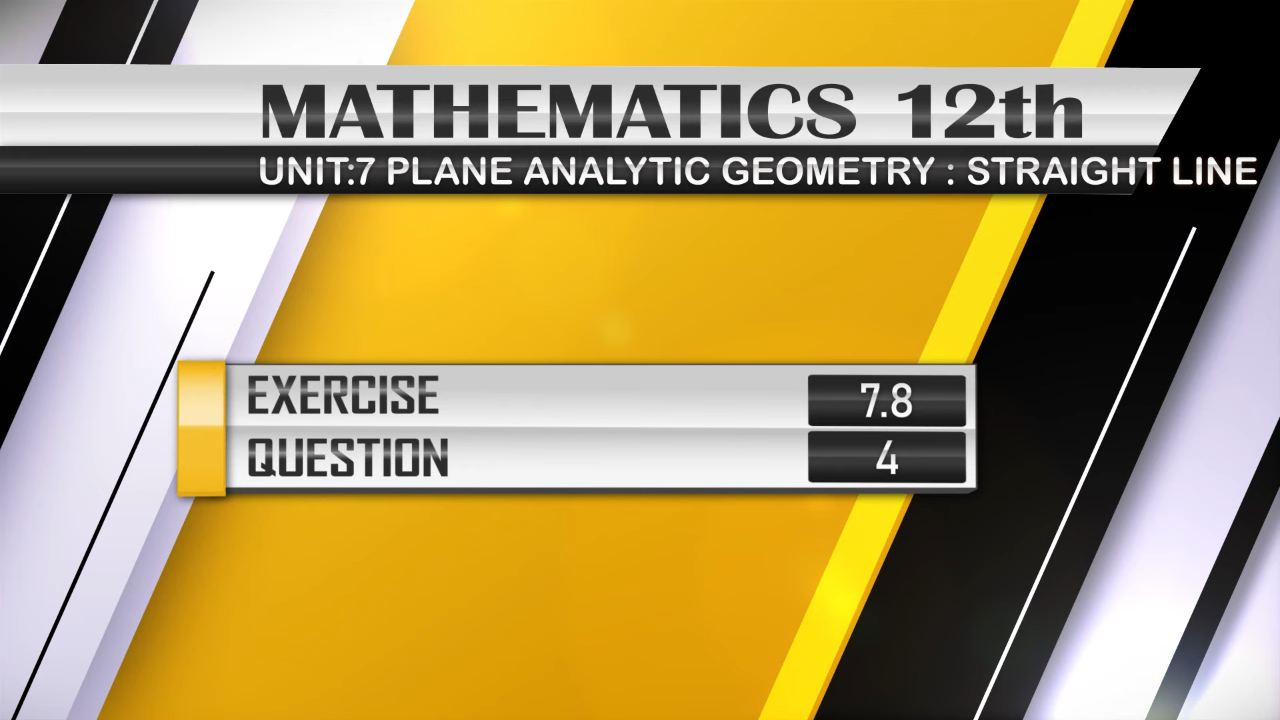 MATHEMATICS 12th
UNIT:7 PLANE ANALYTIC GEOMETRY : STRAIGHT LINE
EXERCISE 7.8
QUESTION 4